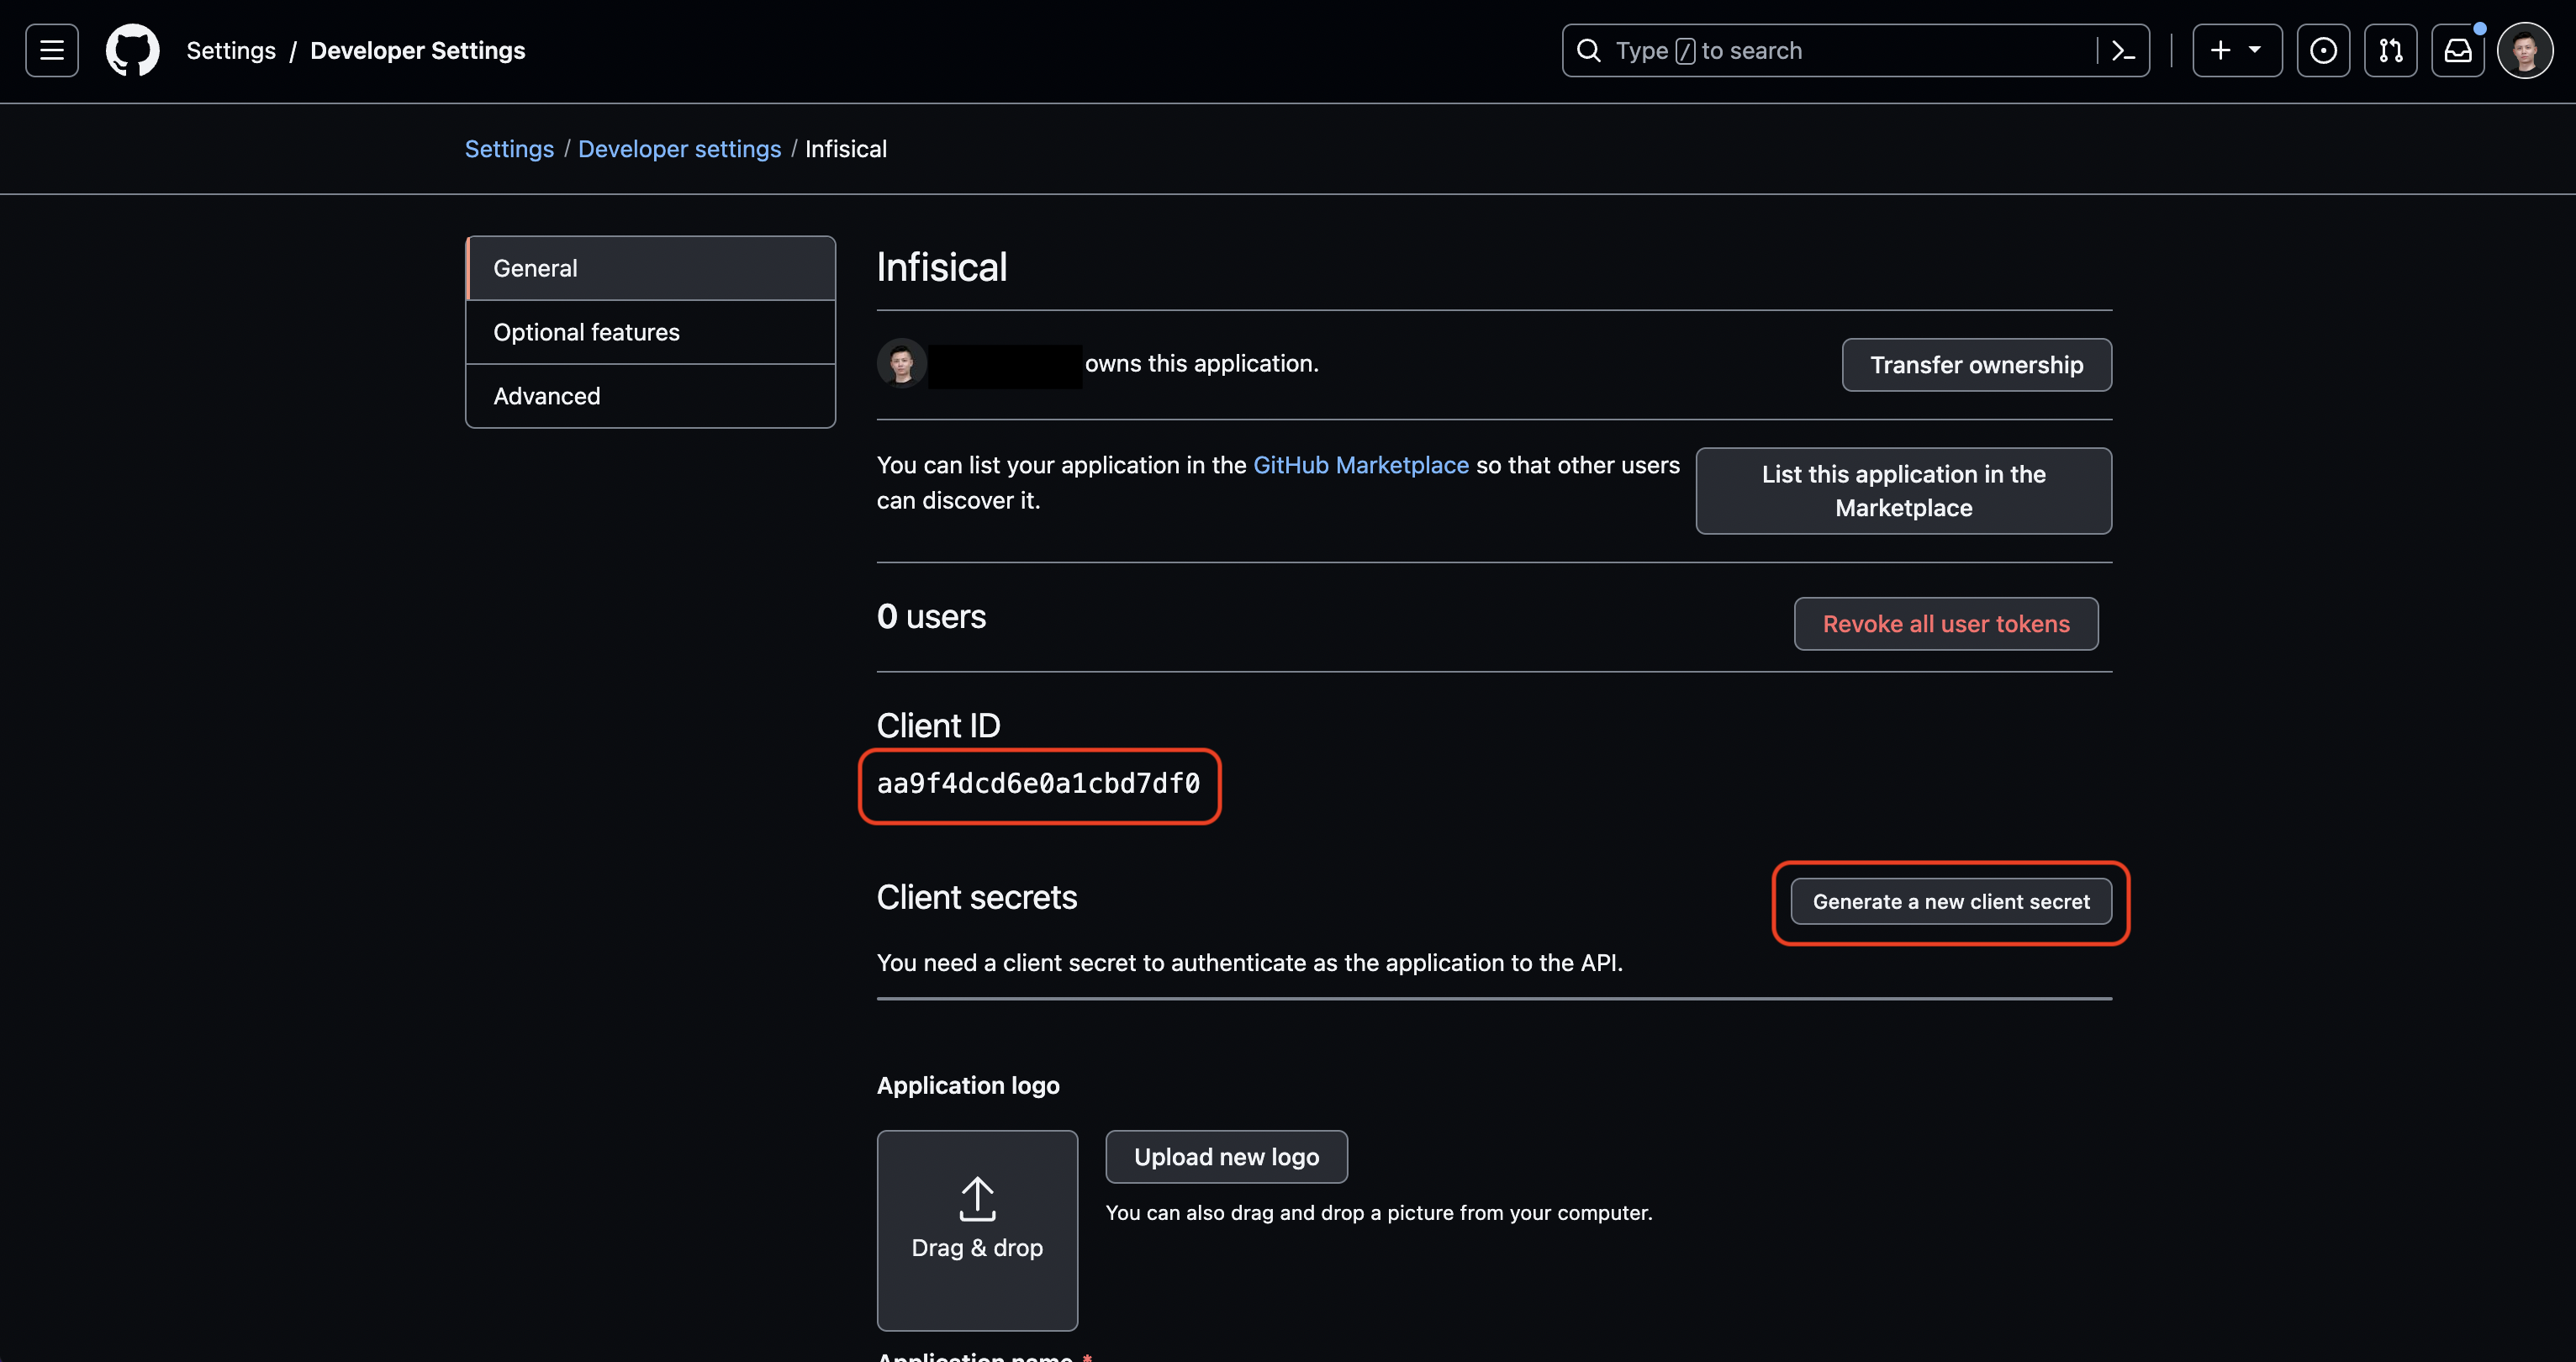 Settings / Developer Settings
Type / to search
Settings / Developer settings / Infisical
General
Optional features
Advanced
Infisical
owns this application.
Transfer ownership
You can list your application in the GitHub Marketplace so that other users
can discover it.
List this application in the
Marketplace
0 users
Revoke all user tokens
Client ID
aa9f4dcd6e0a1cbd7df0
Client secrets
Generate a new client secret
You need a client secret to authenticate as the application to the API.
Application logo
Drag & drop
Upload new logo
You can also drag and drop a picture from your computer.
Application name *